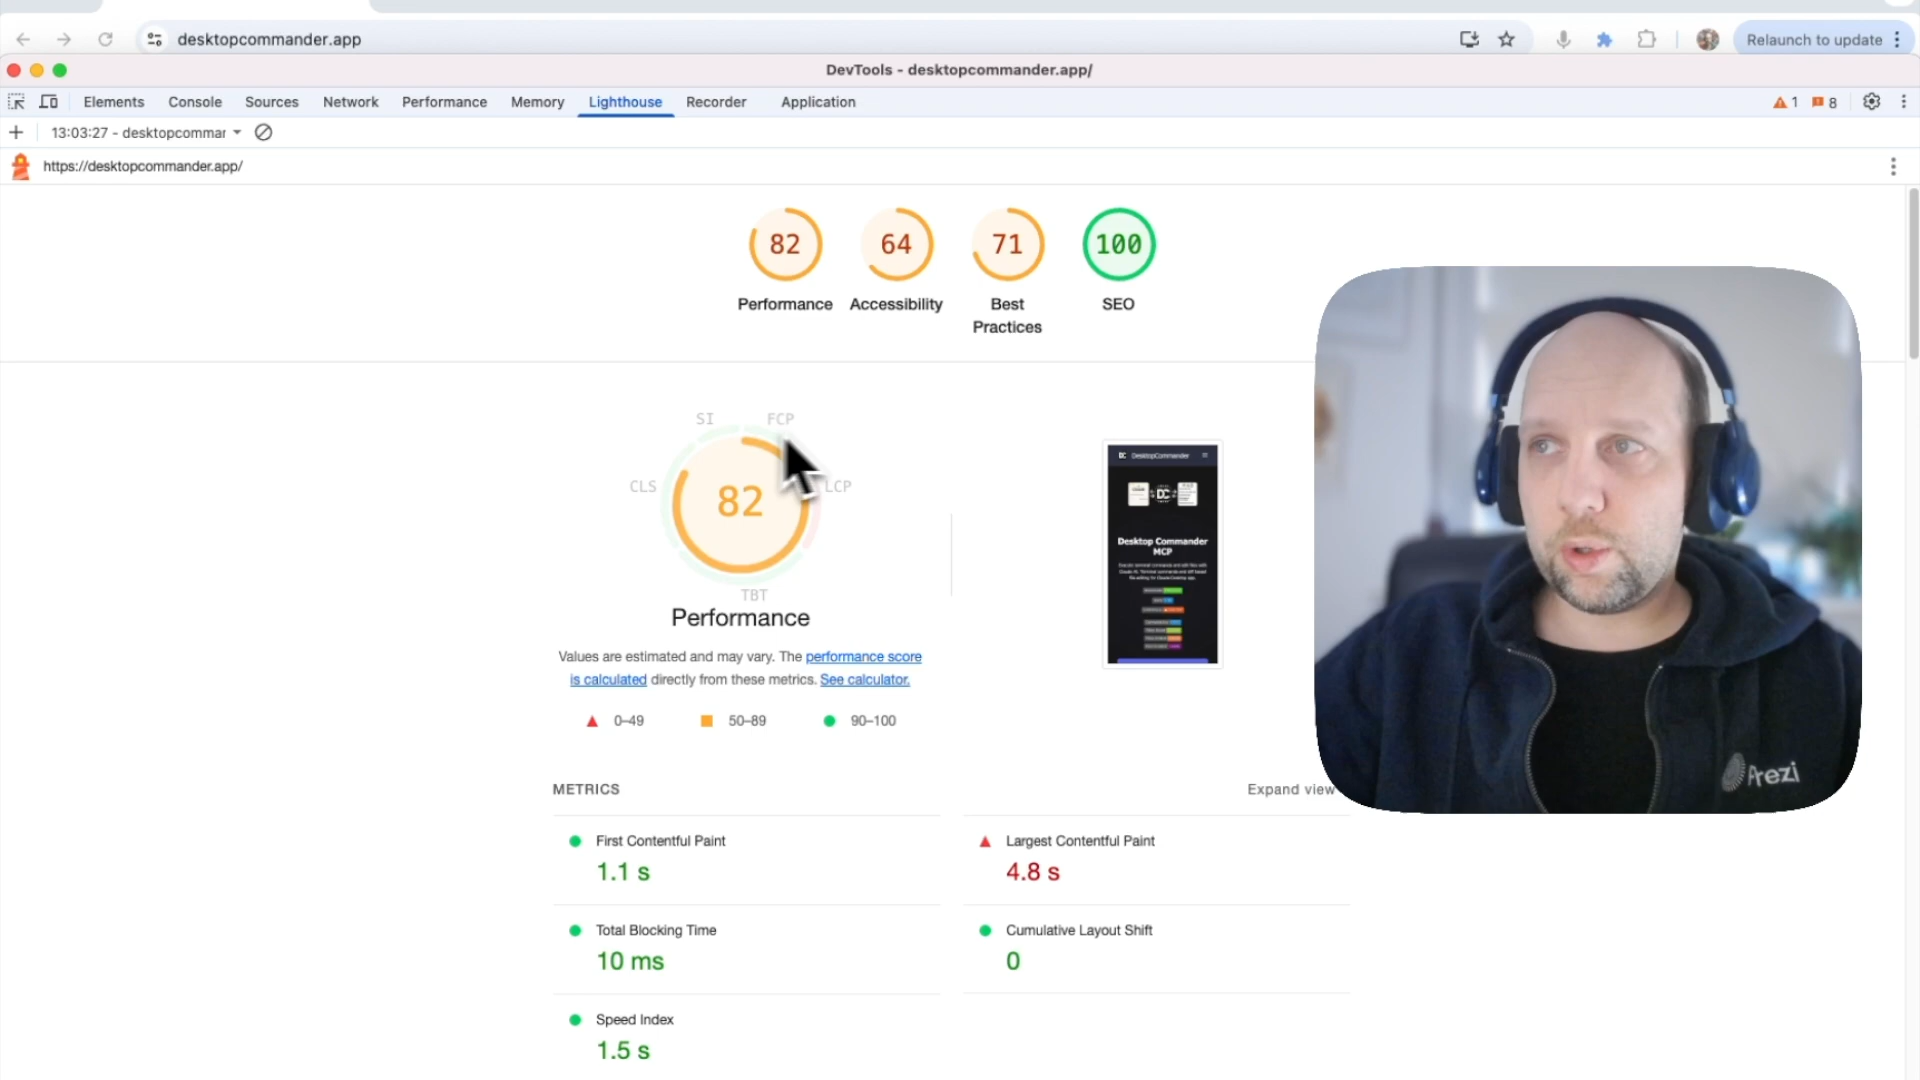 desktopcommander.app
Relaunch to update
DevTools - desktopcommander.app/
Elements Console Sources Network Performance Memory Lighthouse Recorder Application 1 8
13:03:27 - desktopcommar
https://desktopcommander.app/
82 64 71 100
Performance Accessibility Best Practices SEO
SI FCP
CLS LCP
82
TBT
Performance
Values are estimated and may vary. The performance score
is calculated directly from these metrics. See calculator.
0–49 50–89 90–100
DC DesktopCommander
DC
Desktop Commander
MCP
METRICS Expand view
First Contentful Paint
1.1 s
Largest Contentful Paint
4.8 s
Total Blocking Time
10 ms
Cumulative Layout Shift
0
Speed Index
1.5 s
Prezi